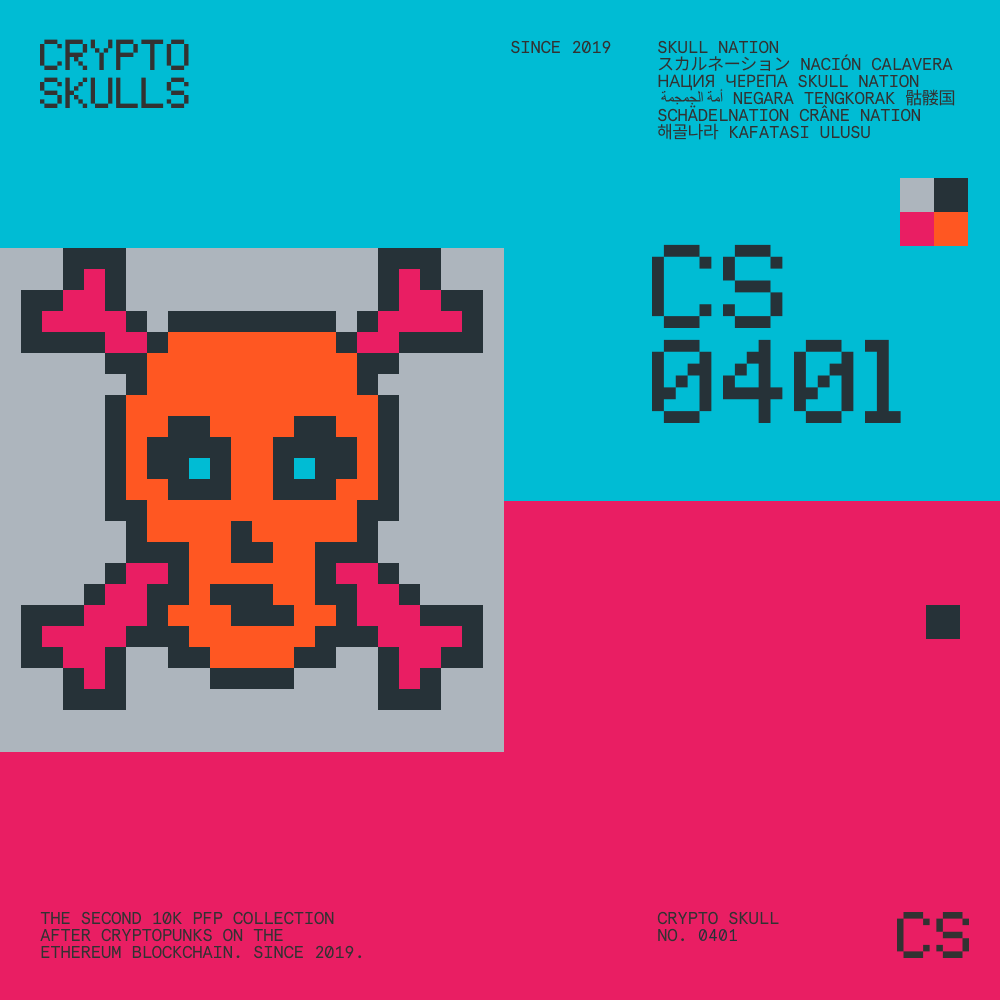 CRYPTO
SKULLS
SINCE 2019
SKULL NATION
スカルネーション NACIÓN CALAVERA
НАЦИЯ ЧЕРЕПА SKULL NATION
أمة الجمجمة NEGARA TENGKORAK 骷髅国
SCHÄDELNATION CRÂNE NATION
해골나라 KAFATASI ULUSU
CS
0401
THE SECOND 10K PFP COLLECTION
AFTER CRYPTOPUNKS ON THE
ETHEREUM BLOCKCHAIN. SINCE 2019.
CRYPTO SKULL
NO. 0401
CS